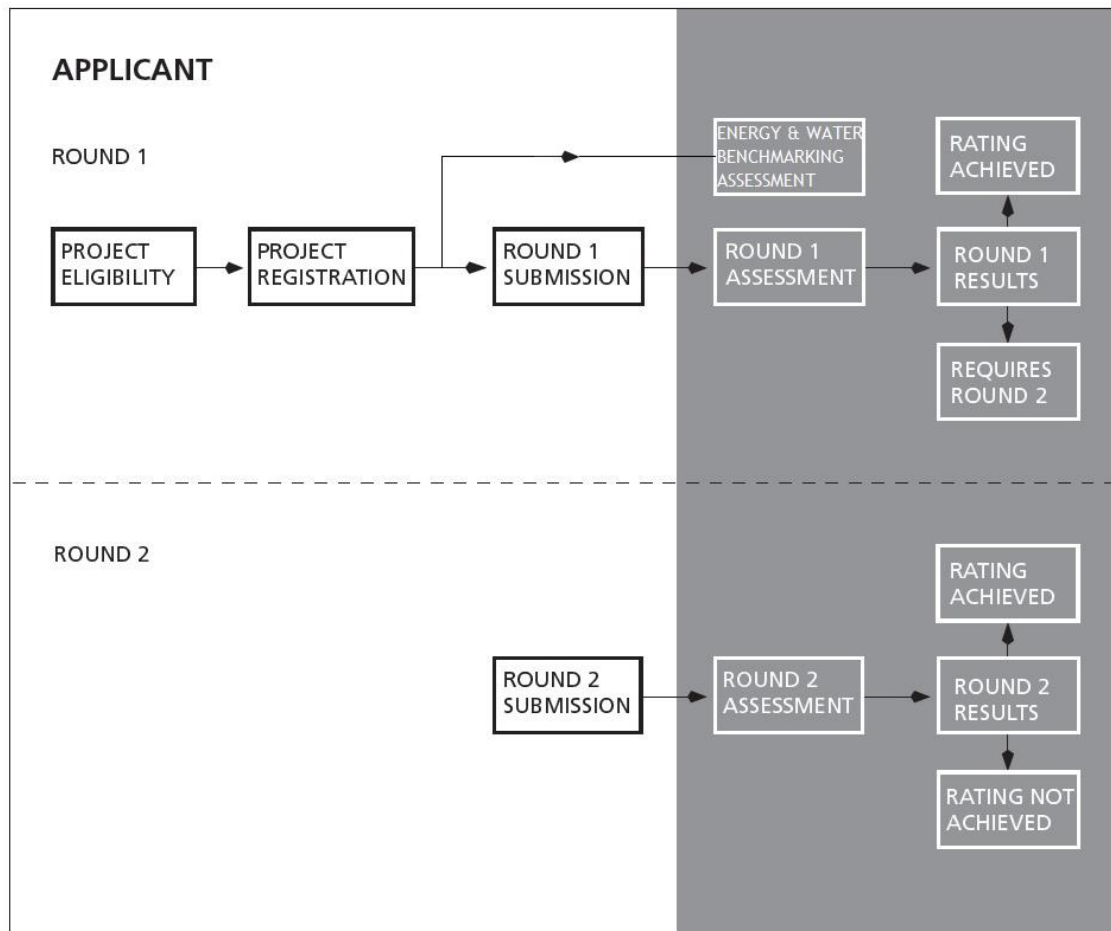 APPLICANT
ROUND 1
ENERGY & WATER
BENCHMARKING
ASSESSMENT
RATING
ACHIEVED
PROJECT
ELIGIBILITY
PROJECT
REGISTRATION
ROUND 1
SUBMISSION
ROUND 1
ASSESSMENT
ROUND 1
RESULTS
REQUIRES
ROUND 2
ROUND 2
RATING
ACHIEVED
ROUND 2
SUBMISSION
ROUND 2
ASSESSMENT
ROUND 2
RESULTS
RATING NOT
ACHIEVED